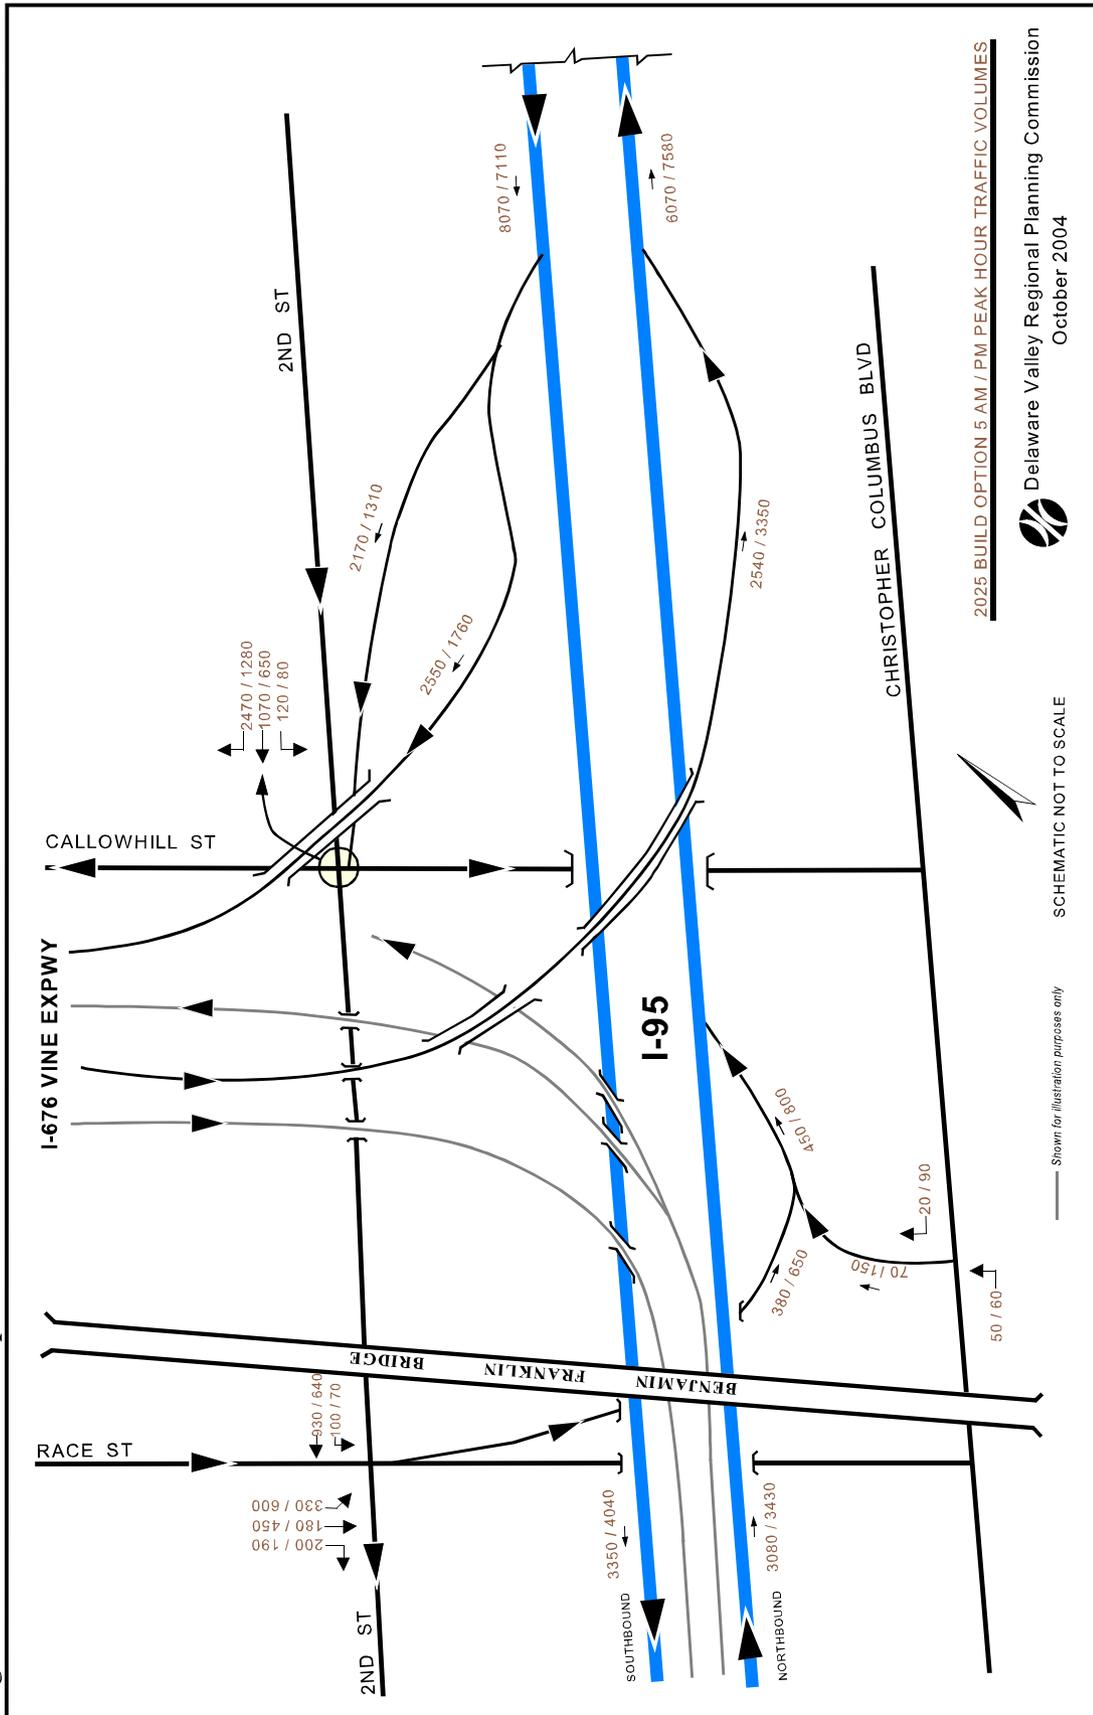 2ND ST
8070 / 7110
6070 / 7580
2025 BUILD OPTION 5 AM / PM PEAK HOUR TRAFFIC VOLUMES
Delaware Valley Regional Planning Commission
October 2004
2170 / 1310
2550 / 1760
2540 / 3350
CHRISTOPHER COLUMBUS BLVD
2470 / 1280
1070 / 650
120 / 80
CALLOWHILL ST
I-676 VINE EXPWY
I-95
SCHEMATIC NOT TO SCALE
Shown for illustration purposes only
450 / 800
20 / 90
70 / 150
380 / 650
50 / 60
BENJAMIN FRANKLIN BRIDGE
930 / 640
100 / 70
RACE ST
330 / 600
180 / 450
200 / 190
3350 / 4040
3080 / 3430
SOUTHBOUND
NORTHBOUND
2ND ST